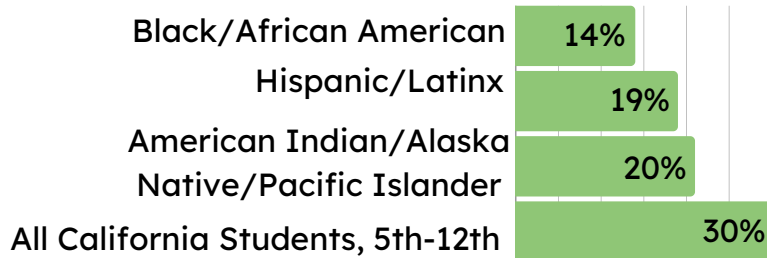 Black/African American 14%
Hispanic/Latinx 19%
American Indian/Alaska
Native/Pacific Islander 20%
All California Students, 5th-12th 30%